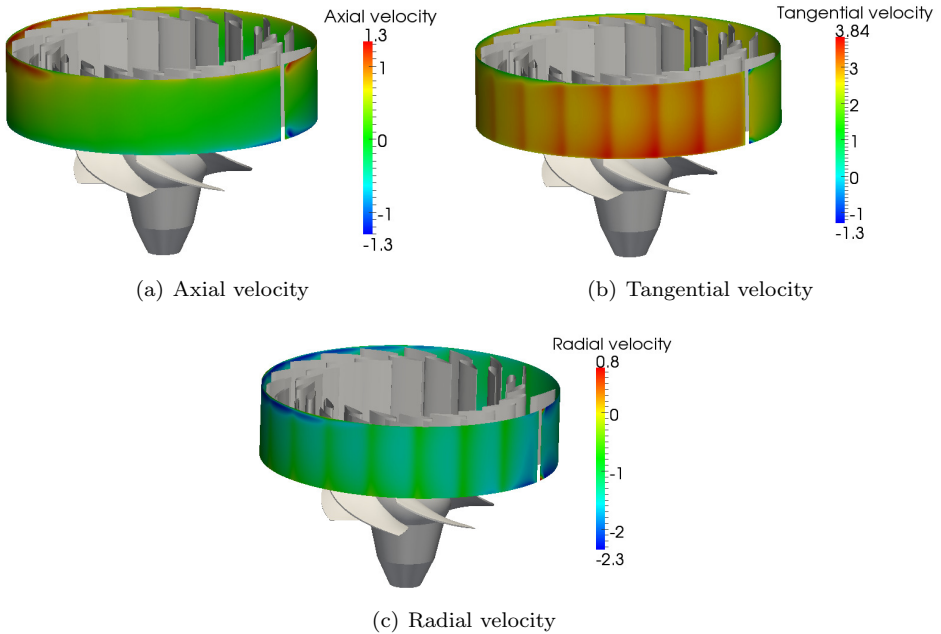 Axial velocity
1.3
1
0
-1
-1.3
(a) Axial velocity
Tangential velocity
3.84
3
2
1
0
-1.3
(b) Tangential velocity
Radial velocity
0.8
0
-1
-2
-2.3
(c) Radial velocity